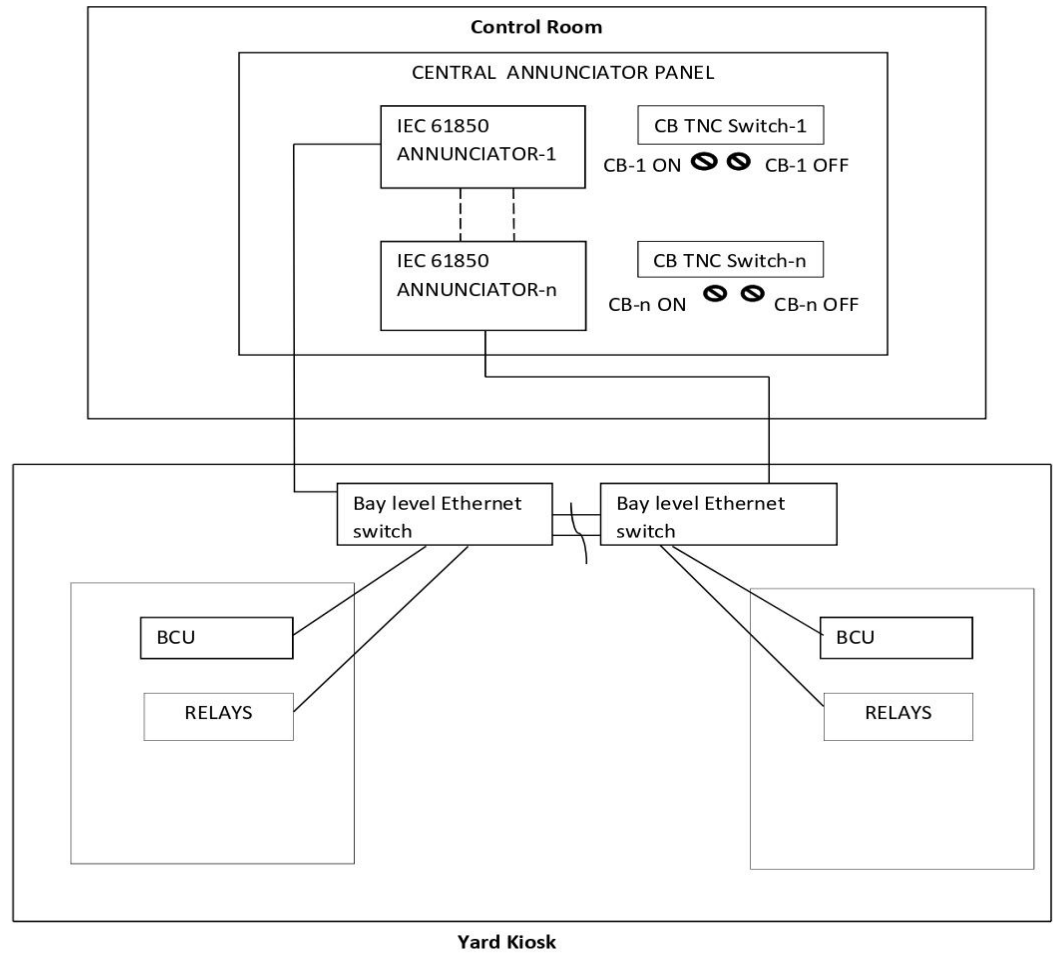 Control Room
CENTRAL ANNUNCIATOR PANEL
IEC 61850
ANNUNCIATOR-1
CB TNC Switch-1
CB-1 ON
CB-1 OFF
IEC 61850
ANNUNCIATOR-n
CB TNC Switch-n
CB-n ON
CB-n OFF
Bay level Ethernet
switch
Bay level Ethernet
switch
BCU
RELAYS
BCU
RELAYS
Yard Kiosk